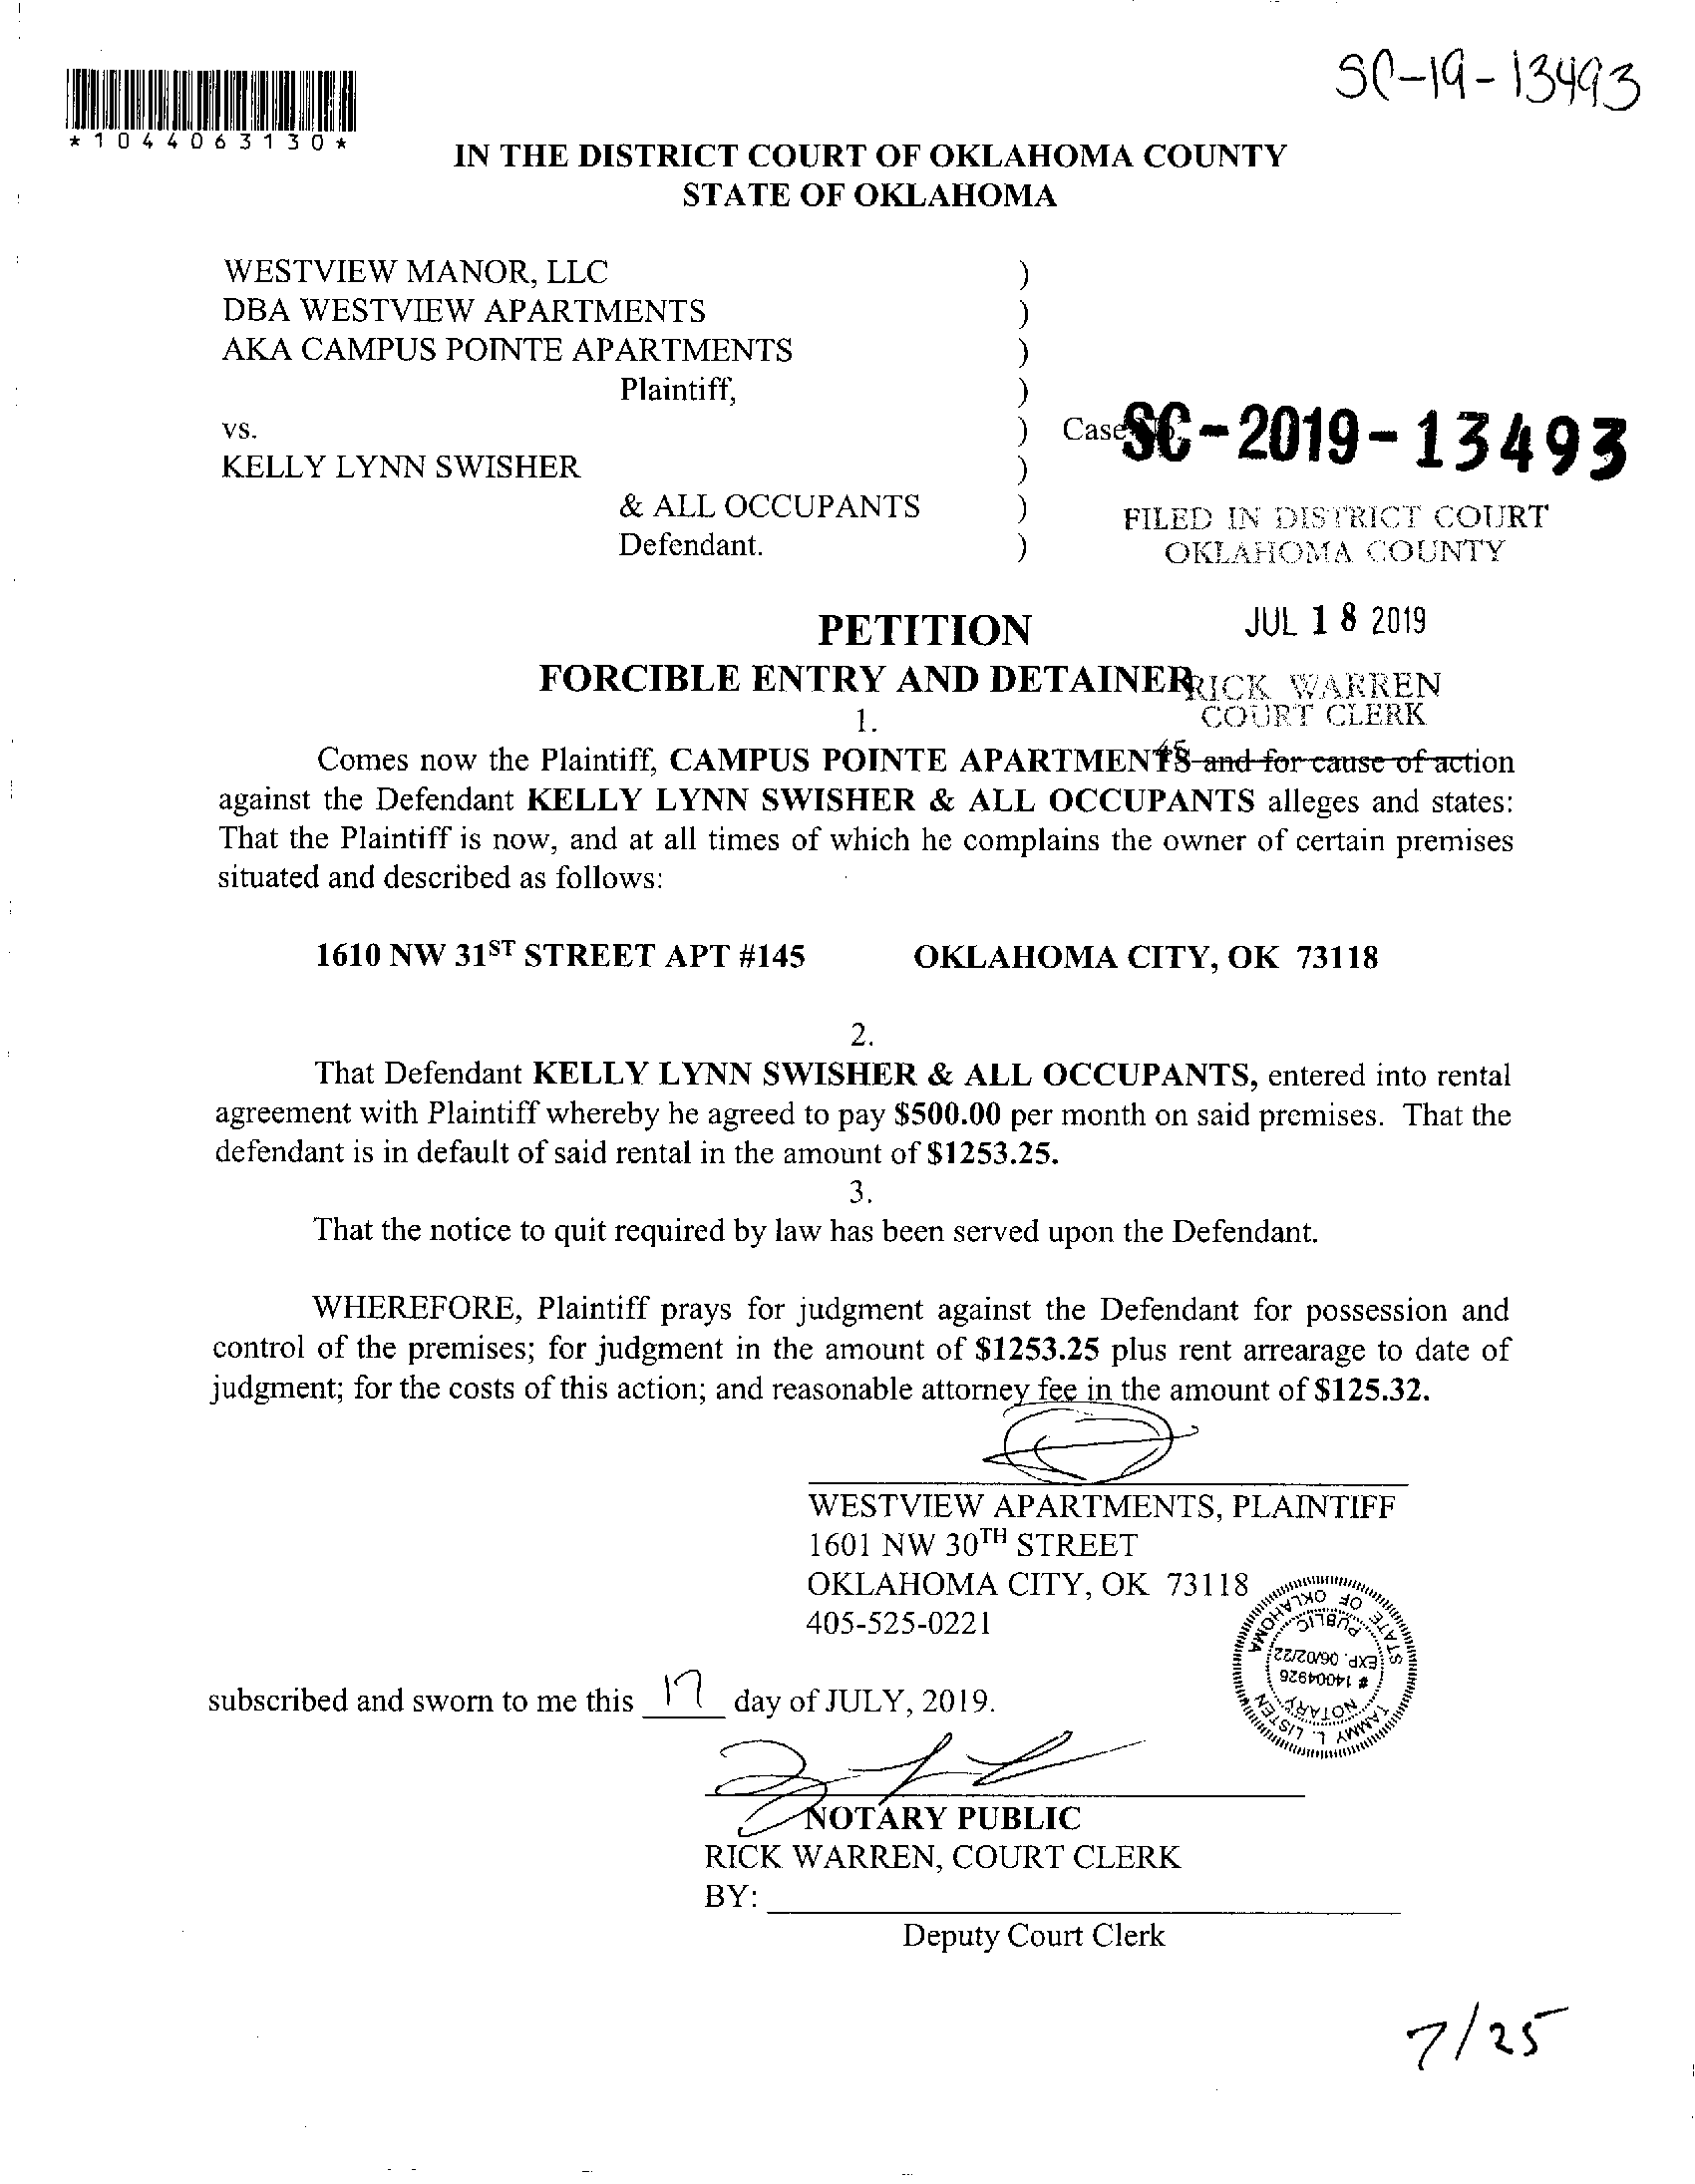 SC-19-13493
*1044063130*
IN THE DISTRICT COURT OF OKLAHOMA COUNTY
STATE OF OKLAHOMA
WESTVIEW MANOR, LLC )
DBA WESTVIEW APARTMENTS )
AKA CAMPUS POINTE APARTMENTS )
Plaintiff, )
vs. ) Case No. SC-2019-13493
KELLY LYNN SWISHER )
& ALL OCCUPANTS )
Defendant. )
FILED IN DISTRICT COURT
OKLAHOMA COUNTY
JUL 18 2019
RICK WARREN
COURT CLERK
PETITION
FORCIBLE ENTRY AND DETAINER
1.
Comes now the Plaintiff, CAMPUS POINTE APARTMENTS and for cause of action
against the Defendant KELLY LYNN SWISHER & ALL OCCUPANTS alleges and states:
That the Plaintiff is now, and at all times of which he complains the owner of certain premises
situated and described as follows:
1610 NW 31ST STREET APT #145 OKLAHOMA CITY, OK 73118
2.
That Defendant KELLY LYNN SWISHER & ALL OCCUPANTS, entered into rental
agreement with Plaintiff whereby he agreed to pay $500.00 per month on said premises. That the
defendant is in default of said rental in the amount of $1253.25.
3.
That the notice to quit required by law has been served upon the Defendant.
WHEREFORE, Plaintiff prays for judgment against the Defendant for possession and
control of the premises; for judgment in the amount of $1253.25 plus rent arrearage to date of
judgment; for the costs of this action; and reasonable attorney fee in the amount of $125.32.
WESTVIEW APARTMENTS, PLAINTIFF
1601 NW 30TH STREET
OKLAHOMA CITY, OK 73118
405-525-0221
TAMMY L. LISTEN
NOTARY
# 14004926
EXP. 06/02/22
PUBLIC
STATE OF OKLAHOMA
subscribed and sworn to me this 17 day of JULY, 2019.
NOTARY PUBLIC
RICK WARREN, COURT CLERK
BY:
Deputy Court Clerk
7/25